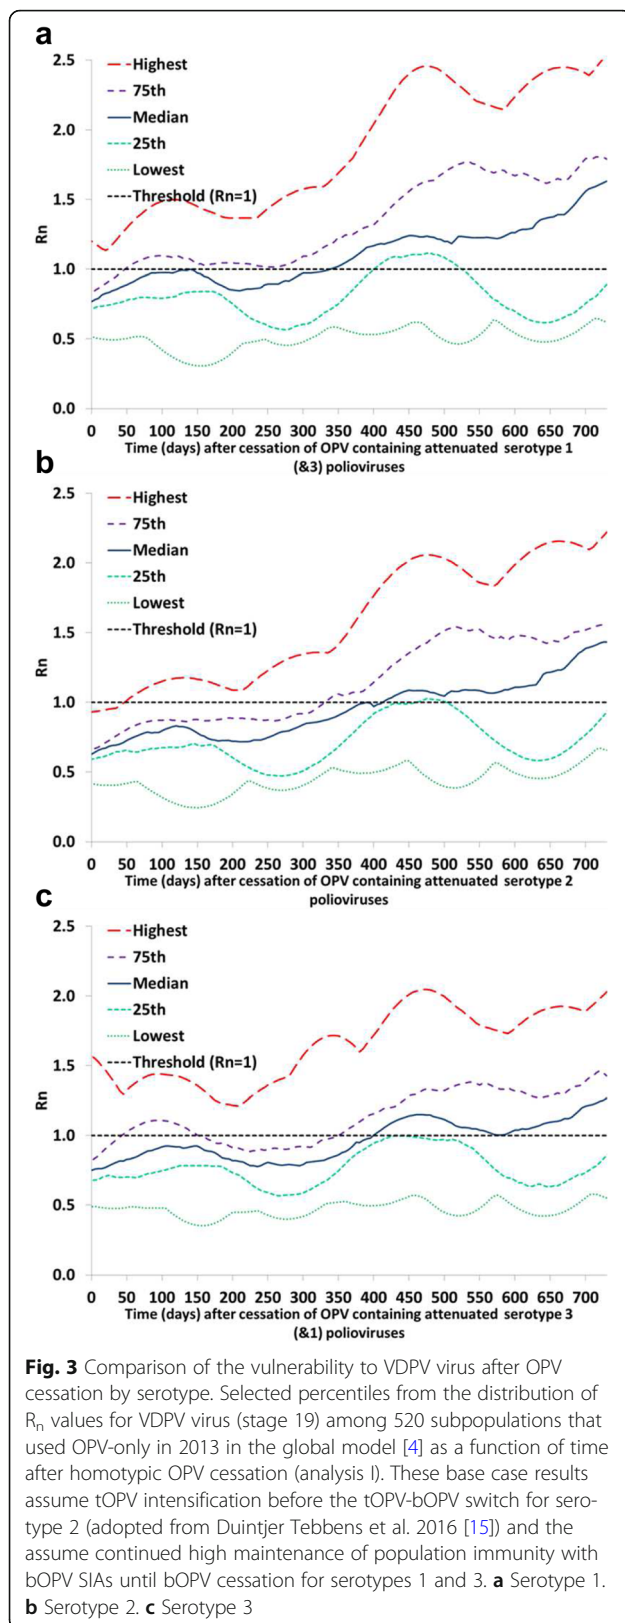 a
2.5
2.0
1.5
1.0
0.5
0.0
Rn
Highest
75th
Median
25th
Lowest
Threshold (Rn=1)
0 50 100 150 200 250 300 350 400 450 500 550 600 650 700
Time (days) after cessation of OPV containing attenuated serotype 1
(&3) polioviruses
b
2.5
2.0
1.5
1.0
0.5
0.0
Rn
Highest
75th
Median
25th
Lowest
Threshold (Rn=1)
0 50 100 150 200 250 300 350 400 450 500 550 600 650 700
Time (days) after cessation of OPV containing attenuated serotype 2
polioviruses
c
2.5
2.0
1.5
1.0
0.5
0.0
Rn
Highest
75th
Median
25th
Lowest
Threshold (Rn=1)
0 50 100 150 200 250 300 350 400 450 500 550 600 650 700
Time (days) after cessation of OPV containing attenuated serotype 3
(&1) polioviruses
Fig. 3 Comparison of the vulnerability to VDPV virus after OPV
cessation by serotype. Selected percentiles from the distribution of
Rn values for VDPV virus (stage 19) among 520 subpopulations that
used OPV-only in 2013 in the global model [4] as a function of time
after homotypic OPV cessation (analysis I). These base case results
assume tOPV intensification before the tOPV-bOPV switch for sero-
type 2 (adopted from Duintjer Tebbens et al. 2016 [15]) and the
assume continued high maintenance of population immunity with
bOPV SIAs until bOPV cessation for serotypes 1 and 3. a Serotype 1.
b Serotype 2. c Serotype 3